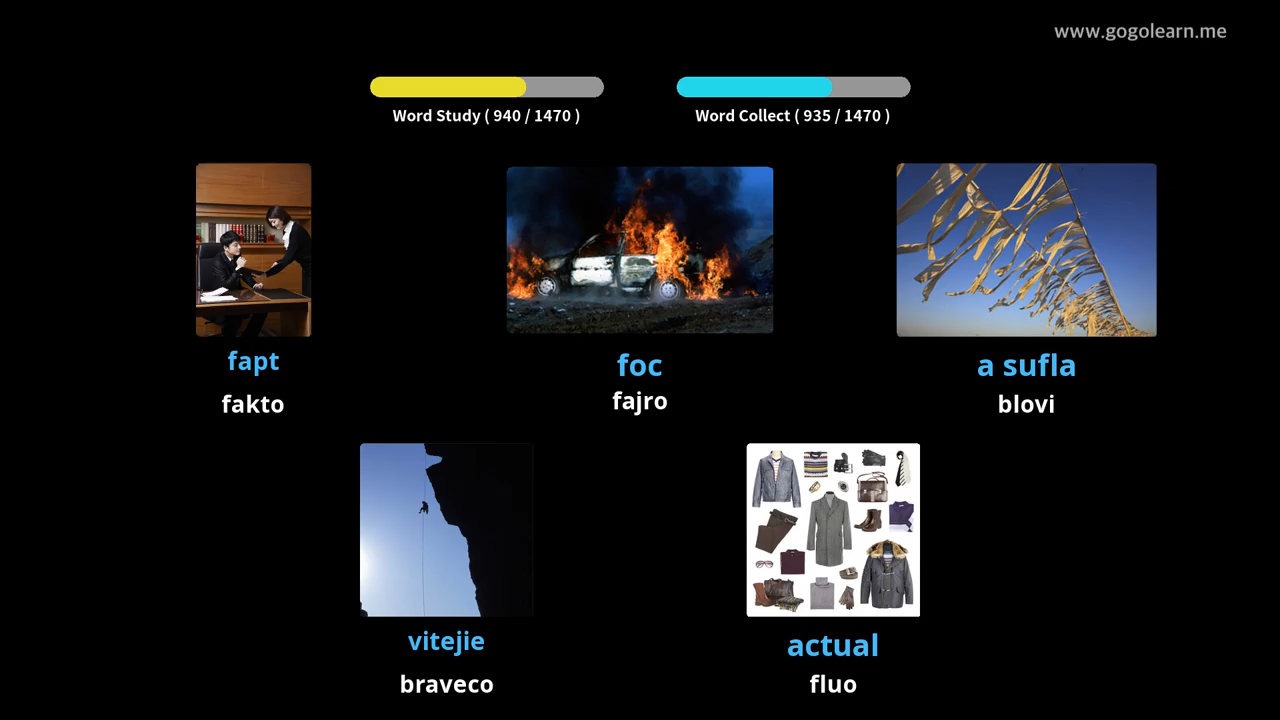 www.gogolearn.me
Word Study ( 940 / 1470 )
Word Collect ( 935 / 1470 )
fapt
fakto
foc
fajro
a sufla
blovi
vitejie
braveco
actual
fluo